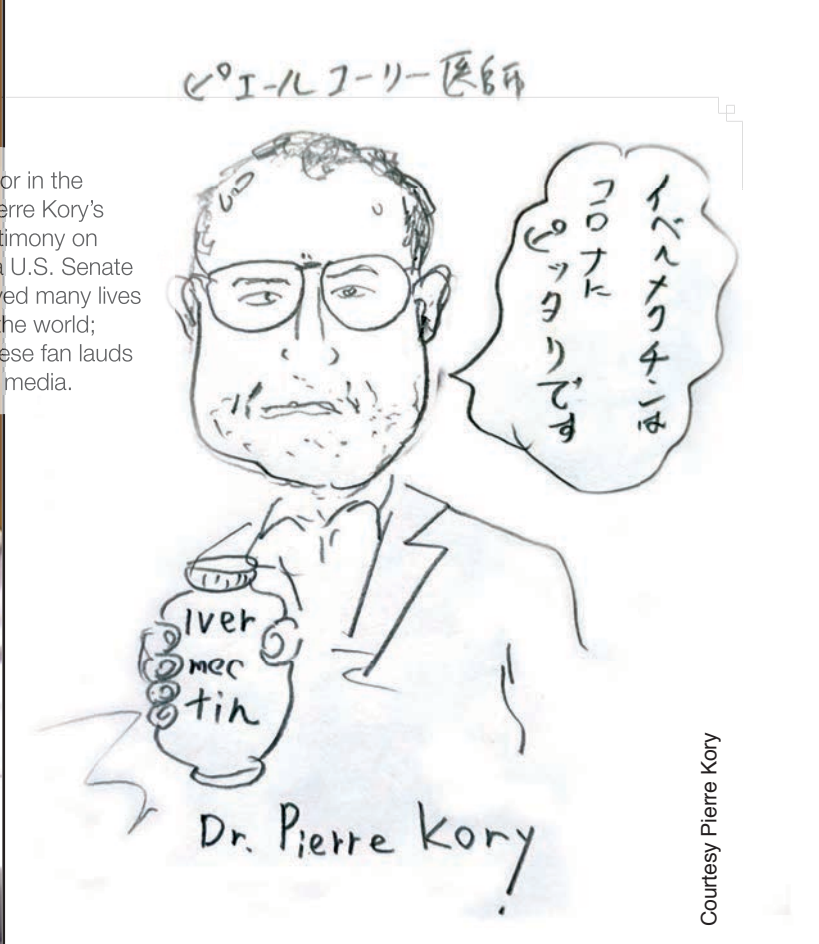 ピエールコーリー医師
or in the
erre Kory's
timony on
a U.S. Senate
ved many lives
the world;
ese fan lauds
media.
イベルメクチンは
コロナに
ピッタリです
Iver
mec
tin
Dr. Pierre Kory
Courtesy Pierre Kory